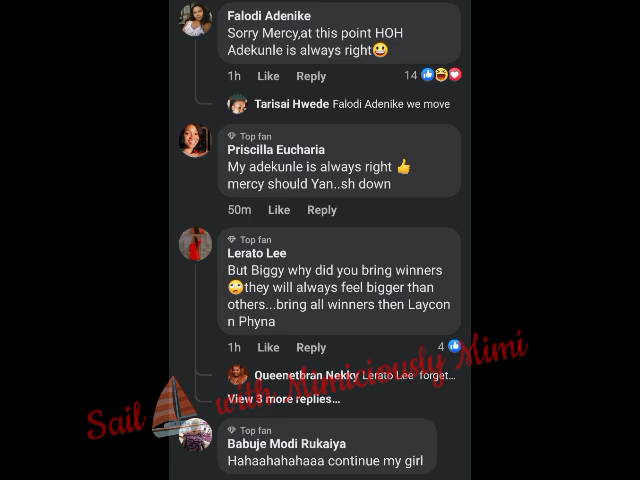 Falodi Adenike
Sorry Mercy,at this point HOH
Adekunle is always right😀
1h Like Reply 14
Tarisai Hwede Falodi Adenike we move
Top fan
Priscilla Eucharia
My adekunle is always right 👍
mercy should Yan..sh down
50m Like Reply
Top fan
Lerato Lee
But Biggy why did you bring winners
🙄they will always feel bigger than
others...bring all winners then Laycon
n Phyna
1h Like Reply 4
Queenetbran Nekky Lerato Lee forget...
View 3 more replies...
Sail with Mimiciously Mimi
Top fan
Babuje Modi Rukaiya
Hahaahahahaaa continue my girl